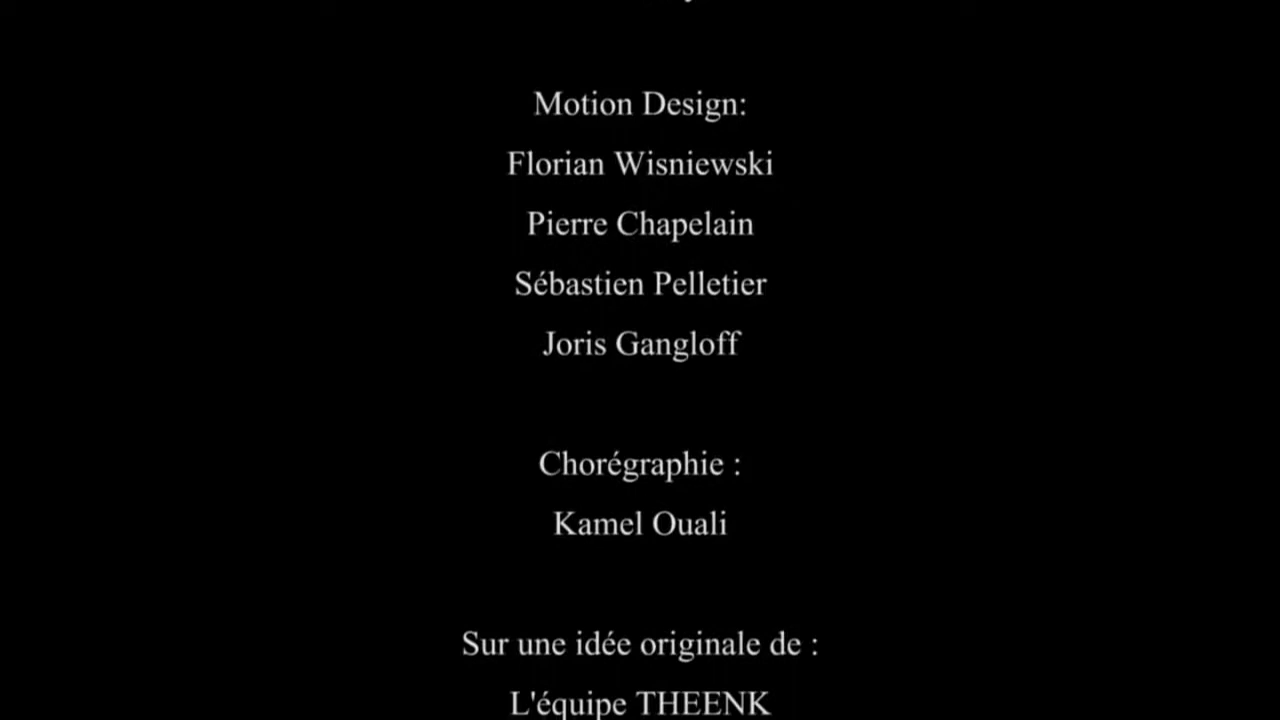 Motion Design:
Florian Wisniewski
Pierre Chapelain
Sébastien Pelletier
Joris Gangloff
Chorégraphie :
Kamel Ouali
Sur une idée originale de :
L'équipe THEENK